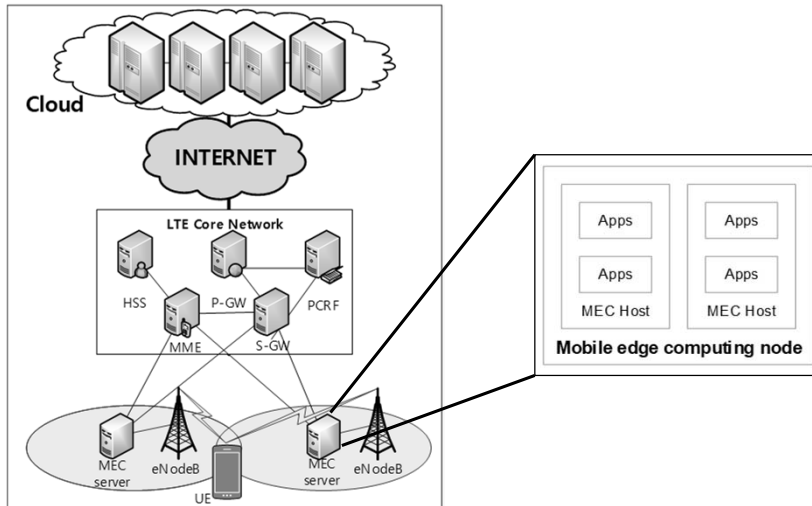 Cloud
INTERNET
LTE Core Network
HSS
P-GW
PCRF
MME
S-GW
MEC
server
eNodeB
UE
MEC
server
eNodeB
Apps
Apps
Apps
Apps
MEC Host
MEC Host
Mobile edge computing node